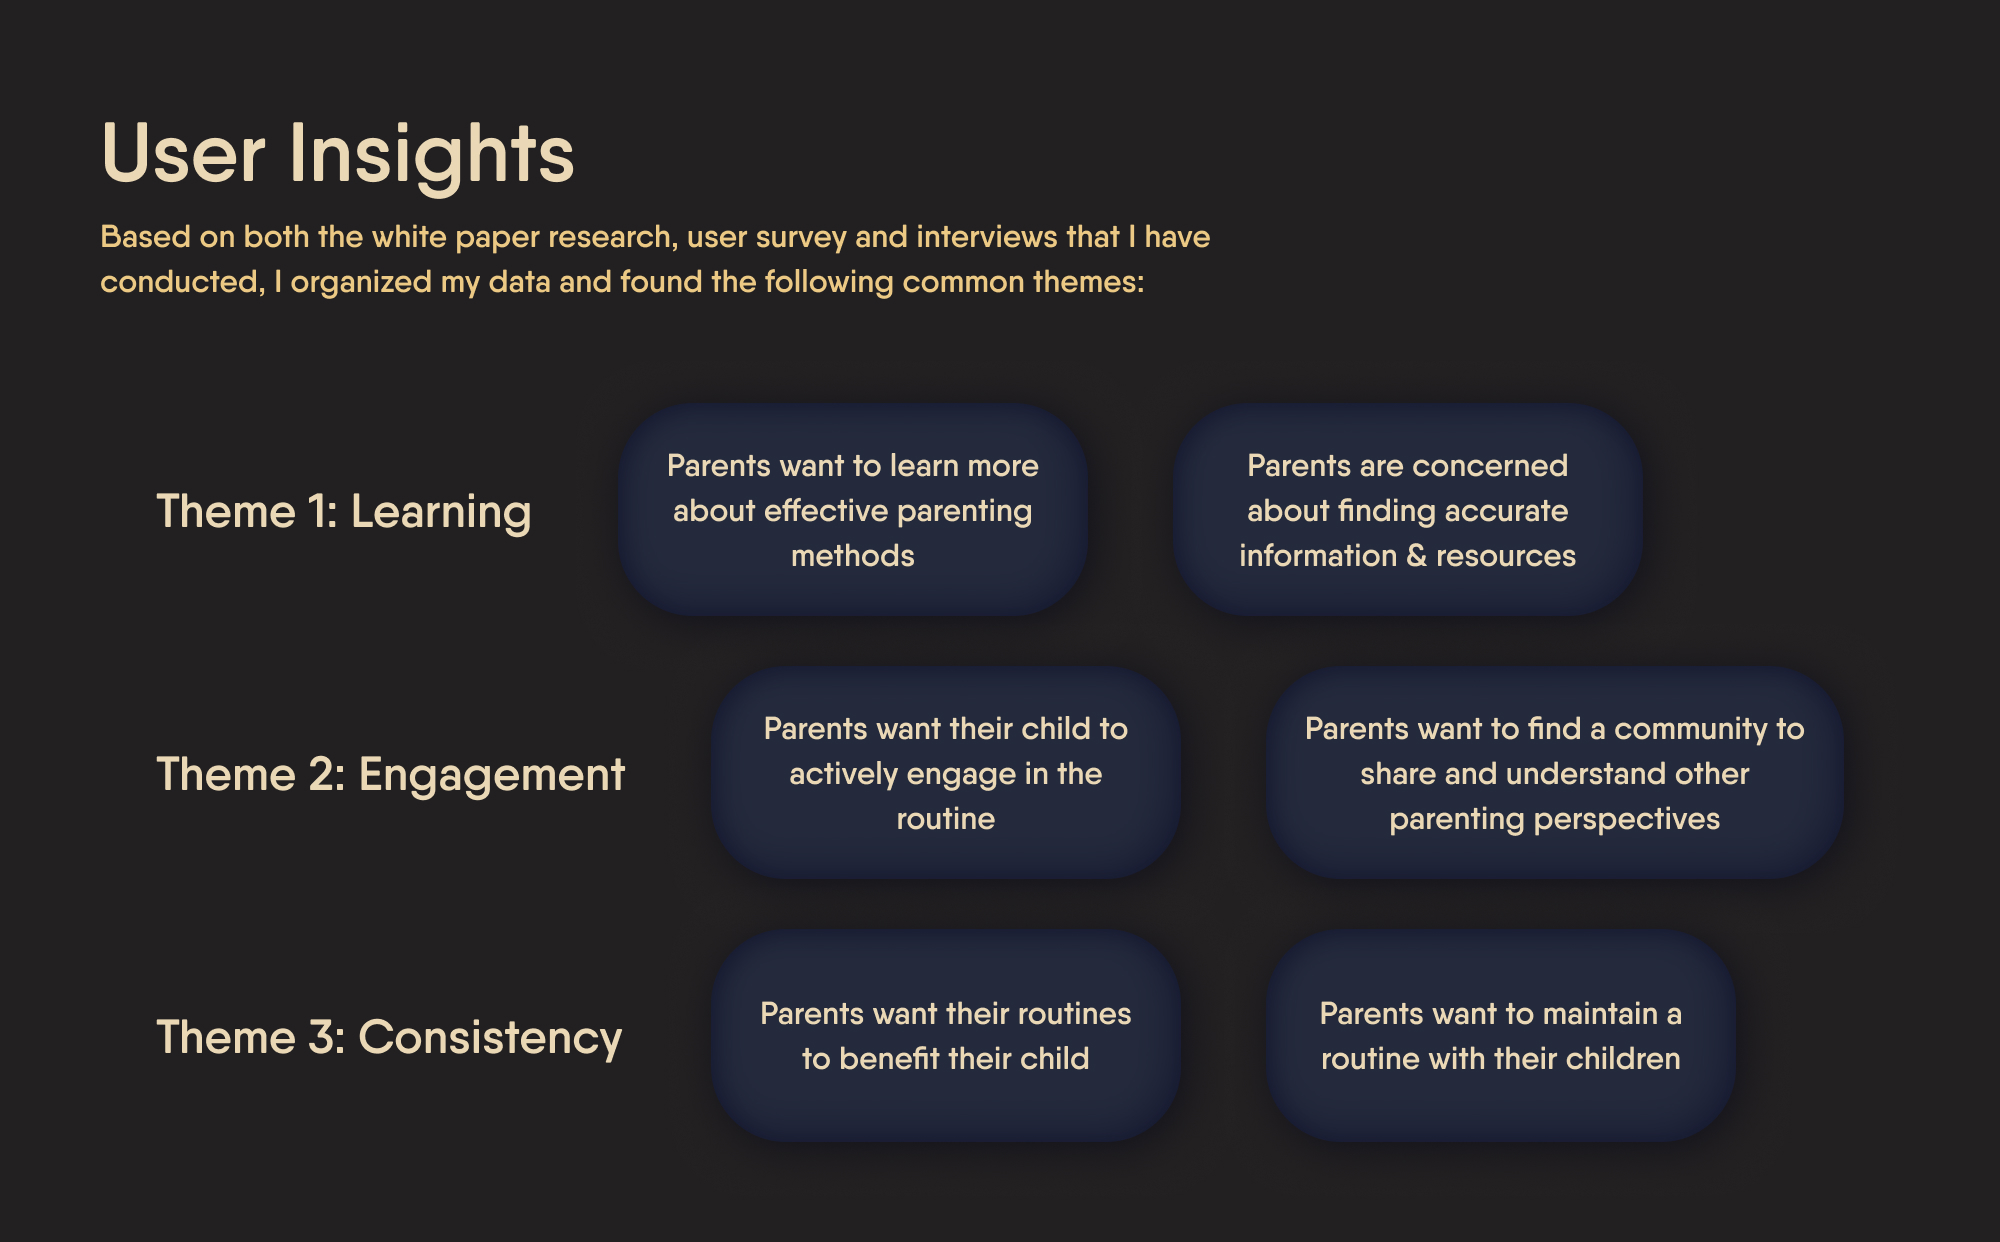 User Insights
Based on both the white paper research, user survey and interviews that I have
conducted, I organized my data and found the following common themes:
Theme 1: Learning
Parents want to learn more
about effective parenting
methods
Parents are concerned
about finding accurate
information & resources
Theme 2: Engagement
Parents want their child to
actively engage in the
routine
Parents want to find a community to
share and understand other
parenting perspectives
Theme 3: Consistency
Parents want their routines
to benefit their child
Parents want to maintain a
routine with their children